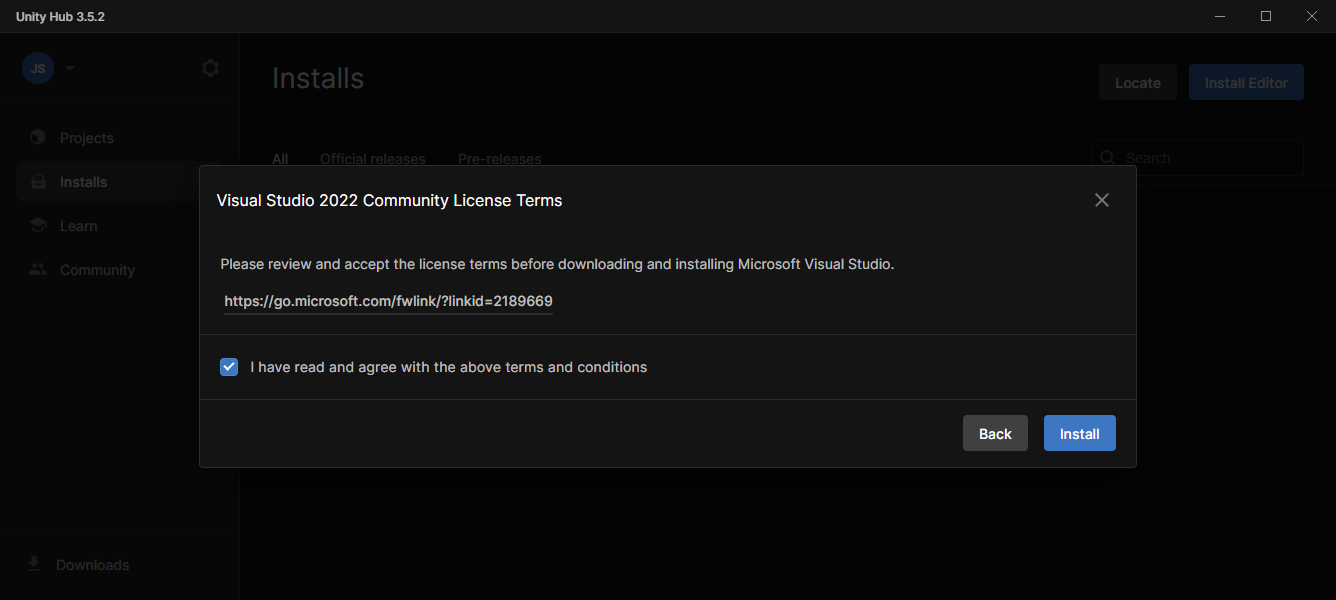 Unity Hub 3.5.2
JS
Installs
Locate
Install Editor
Projects
All Official releases Pre-releases
Search
Installs
Learn
Community
Visual Studio 2022 Community License Terms
Please review and accept the license terms before downloading and installing Microsoft Visual Studio.
https://go.microsoft.com/fwlink/?linkid=2189669
I have read and agree with the above terms and conditions
Back
Install
Downloads